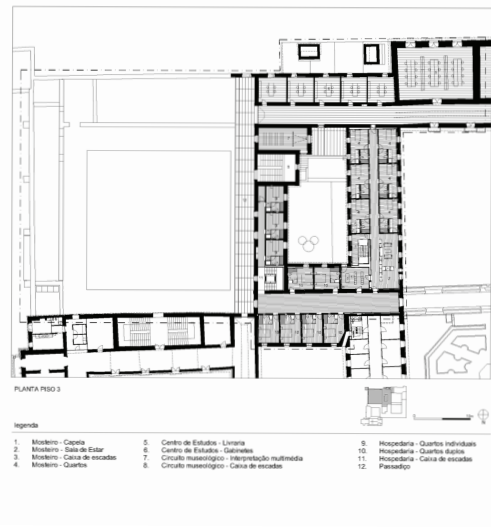 PLANTA PISO 3
legenda
1. Mosteiro - Capela
2. Mosteiro - Sala de Estar
3. Mosteiro - Caixa de escadas
4. Mosteiro - Quartos
5. Centro de Estudos - Livraria
6. Centro de Estudos - Gabinetes
7. Circuito museológico - Interpretação multimédia
8. Circuito museológico - Caixa de escadas
9. Hospedaria - Quartos individuais
10. Hospedaria - Quartos duplos
11. Hospedaria - Caixa de escadas
12. Passadiço